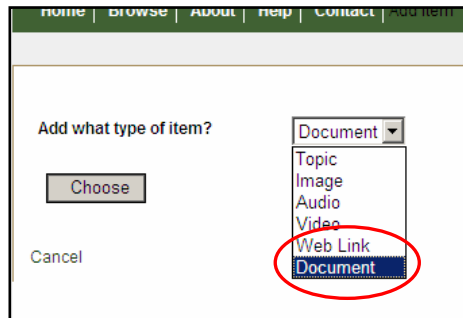 Home | Browse | About | Help | Contact | Add item
Add what type of item?
Document
Topic
Image
Audio
Video
Web Link
Document
Choose
Cancel